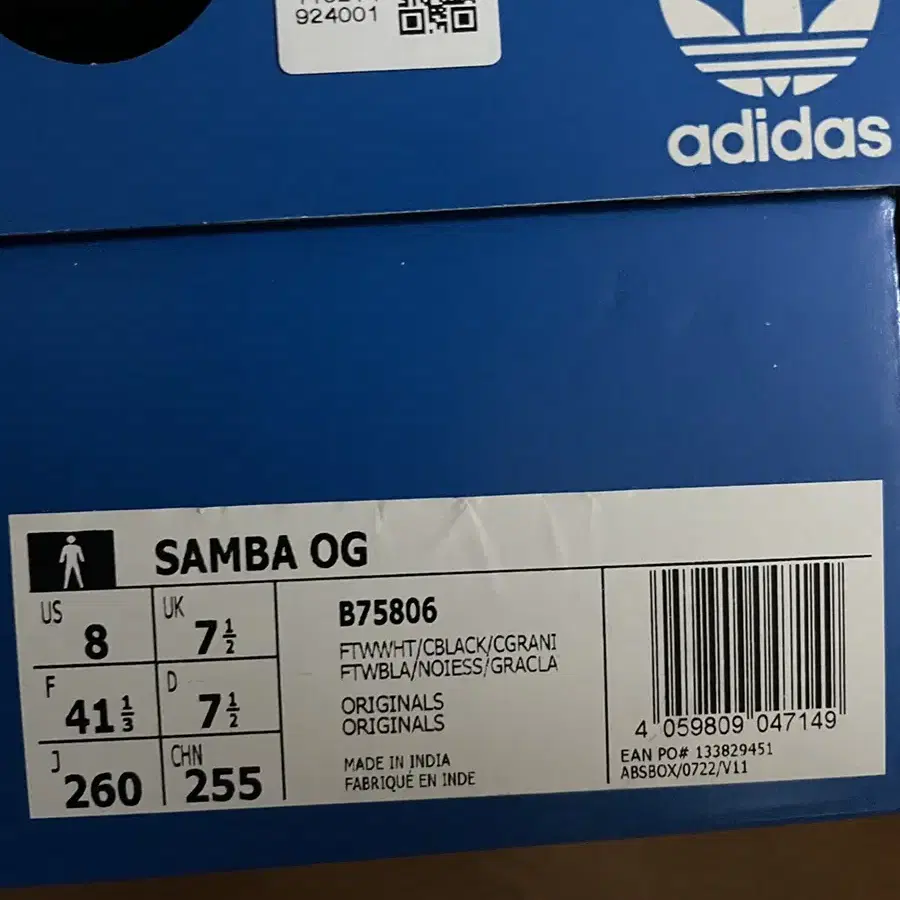 924001
adidas
SAMBA OG
US 8
UK 7½
F 41⅓
D 7½
J 260
CHN 255
B75806
FTWWHT/CBLACK/CGRANI
FTWBLA/NOIESS/GRACLA
ORIGINALS
ORIGINALS
MADE IN INDIA
FABRIQUÉ EN INDE
4 059809 047149
EAN PO# 133829451
ABSBOX/0722/V11